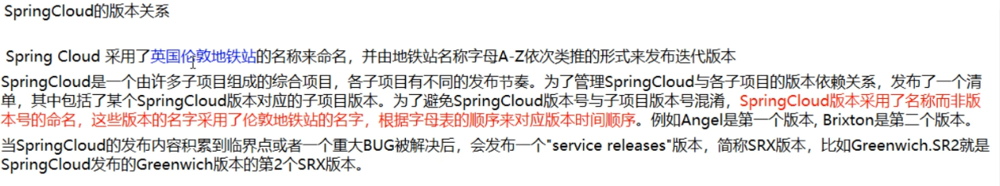 SpringCloud的版本关系
Spring Cloud 采用了英国伦敦地铁站的名称来命名，并由地铁站名称字母A-Z依次类推的形式来发布迭代版本
SpringCloud是一个由许多子项目组成的综合项目，各子项目有不同的发布节奏。为了管理SpringCloud与各子项目的版本依赖关系，发布了一个清
单，其中包括了某个SpringCloud版本对应的子项目版本。为了避免SpringCloud版本号与子项目版本号混淆，SpringCloud版本采用了名称而非版
本号的命名，这些版本的名字采用了伦敦地铁站的名字，根据字母表的顺序来对应版本时间顺序。例如Angel是第一个版本, Brixton是第二个版本。
当SpringCloud的发布内容积累到临界点或者一个重大BUG被解决后，会发布一个"service releases"版本，简称SRX版本，比如Greenwich.SR2就是
SpringCloud发布的Greenwich版本的第2个SRX版本。